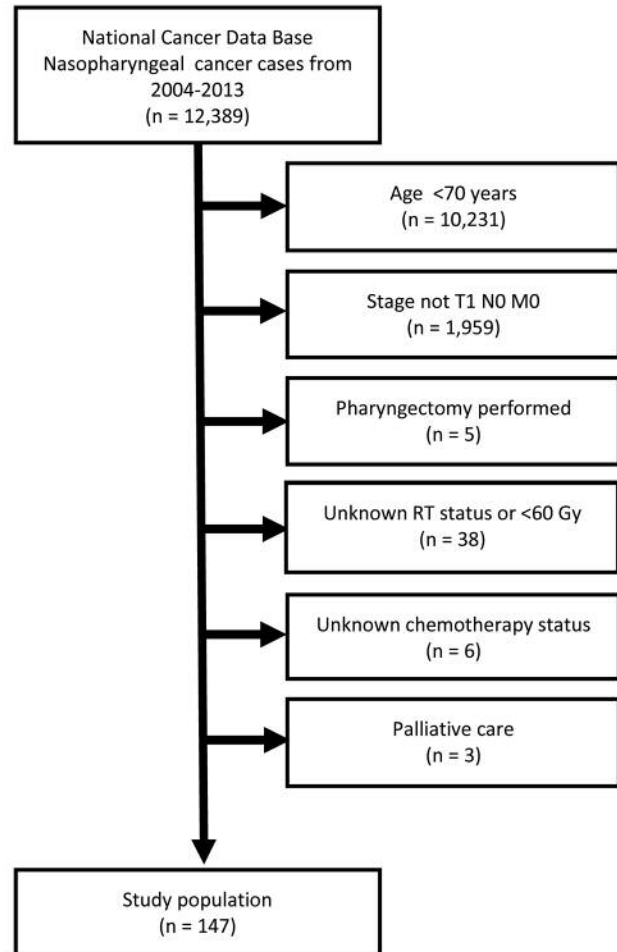 National Cancer Data Base
Nasopharyngeal cancer cases from
2004-2013
(n = 12,389)
Age <70 years
(n = 10,231)
Stage not T1 N0 M0
(n = 1,959)
Pharyngectomy performed
(n = 5)
Unknown RT status or <60 Gy
(n = 38)
Unknown chemotherapy status
(n = 6)
Palliative care
(n = 3)
Study population
(n = 147)